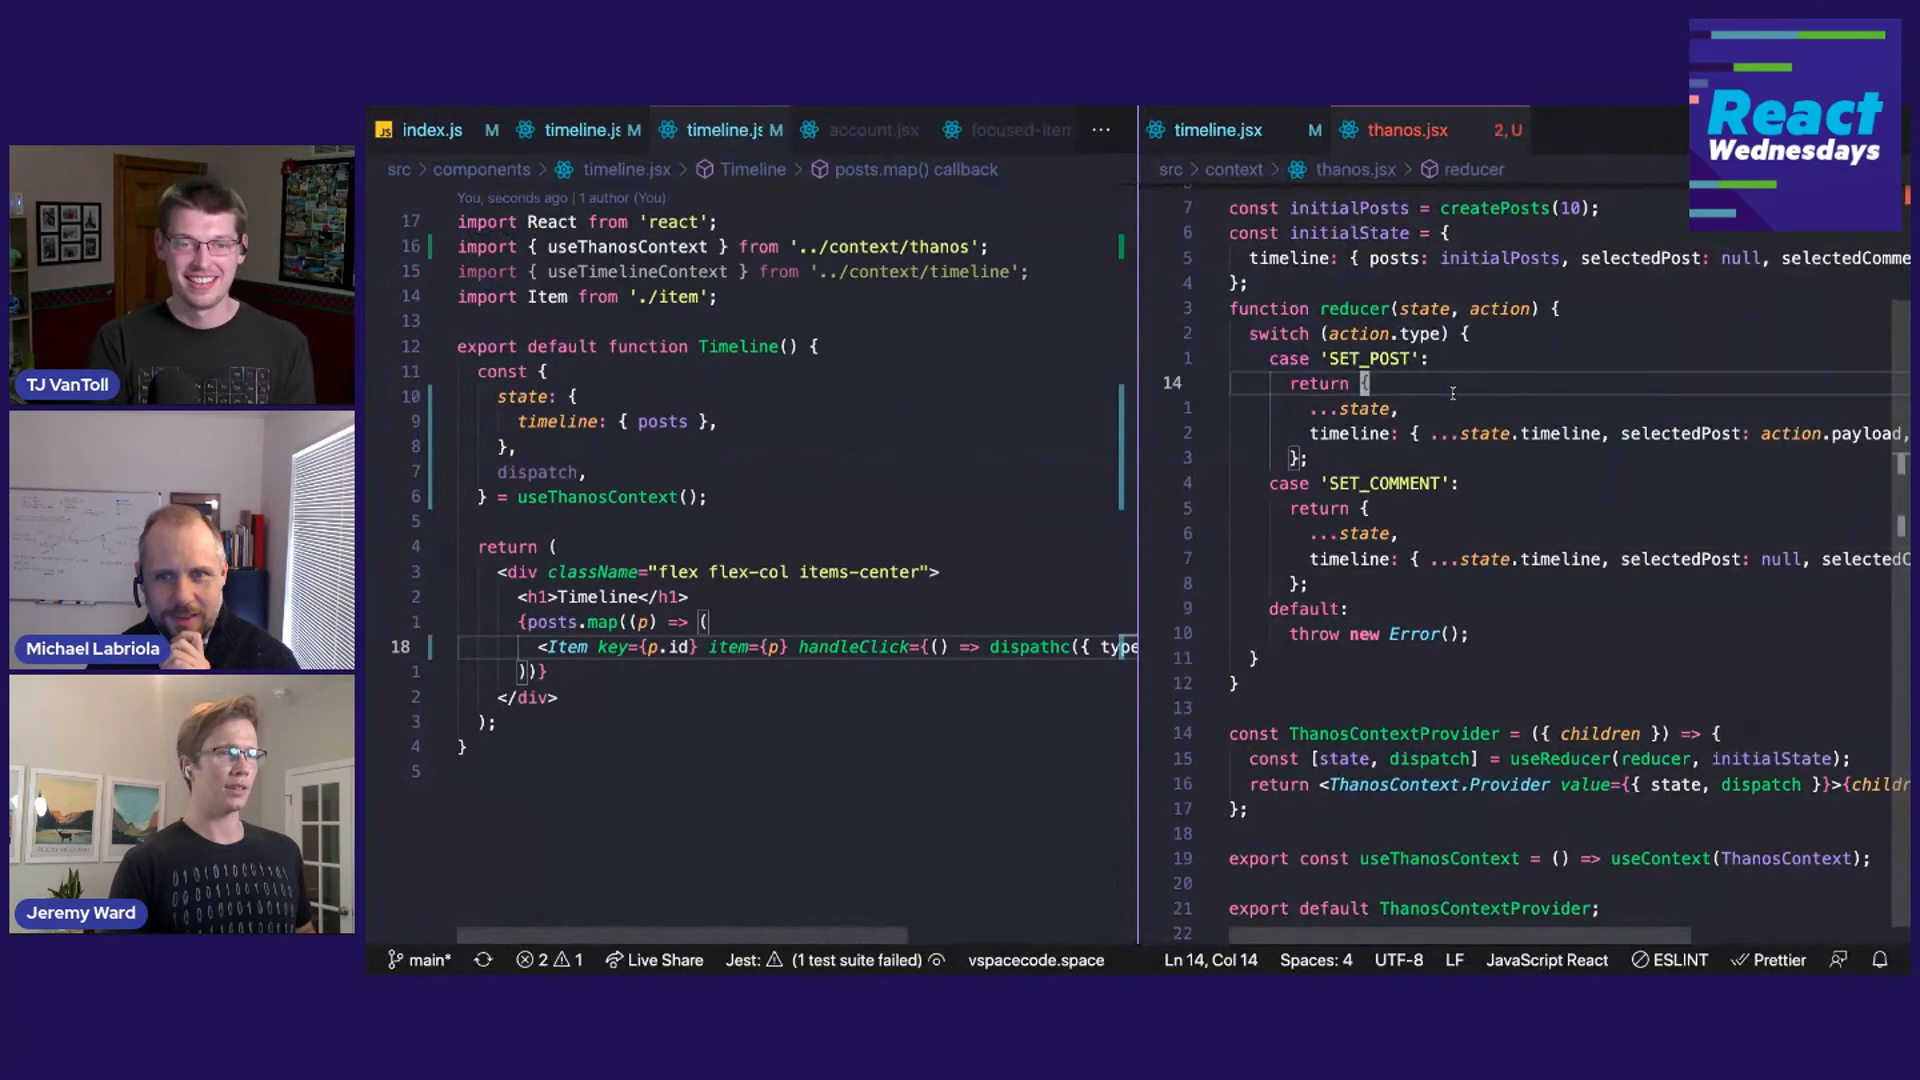 React
Wednesdays
TJ VanToll
Michael Labriola
Jeremy Ward
JS index.js M timeline.js M timeline.js M account.jsx ···
src > components > timeline.jsx > Timeline > posts.map() callback
You, seconds ago | 1 author (You)
17 import React from 'react';
16 import { useThanosContext } from '../context/thanos';
15 import { useTimelineContext } from '../context/timeline';
14 import Item from './item';
13
12 export default function Timeline() {
11 const {
10 state: {
9 timeline: { posts },
8 },
7 dispatch,
6 } = useThanosContext();
5
4 return (
3 <div className="flex flex-col items-center">
2 <h1>Timeline</h1>
1 {posts.map((p) => (
18 <Item key={p.id} item={p} handleClick={() => dispathc({ type
1 ))}
2 </div>
3 );
4 }
5
timeline.jsx M thanos.jsx 2, U
src > context > thanos.jsx > reducer
7 const initialPosts = createPosts(10);
6 const initialState = {
5 timeline: { posts: initialPosts, selectedPost: null, selectedComme
4 };
3 function reducer(state, action) {
2 switch (action.type) {
1 case 'SET_POST':
14 return {
1 ...state,
2 timeline: { ...state.timeline, selectedPost: action.payload,
3 };
4 case 'SET_COMMENT':
5 return {
6 ...state,
7 timeline: { ...state.timeline, selectedPost: null, selectedC
8 };
9 default:
10 throw new Error();
11 }
12 }
13
14 const ThanosContextProvider = ({ children }) => {
15 const [state, dispatch] = useReducer(reducer, initialState);
16 return <ThanosContext.Provider value={{ state, dispatch }}>{childr
17 };
18
19 export const useThanosContext = () => useContext(ThanosContext);
20
21 export default ThanosContextProvider;
22
main* 2 1 Live Share Jest: (1 test suite failed) vspacecode.space Ln 14, Col 14 Spaces: 4 UTF-8 LF JavaScript React ESLINT Prettier